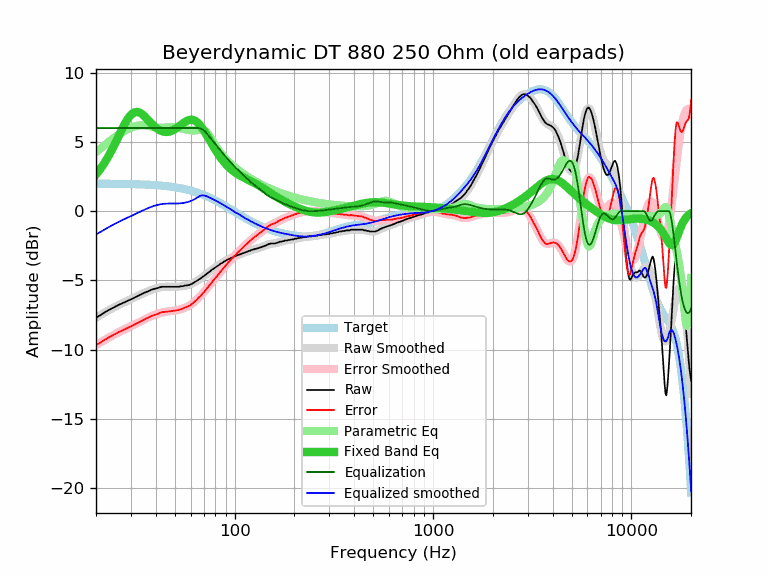 Beyerdynamic DT 880 250 Ohm (old earpads)
10
5
0
−5
−10
−15
−20
Amplitude (dBr)
Target
Raw Smoothed
Error Smoothed
Raw
Error
Parametric Eq
Fixed Band Eq
Equalization
Equalized smoothed
100 1000 10000
Frequency (Hz)